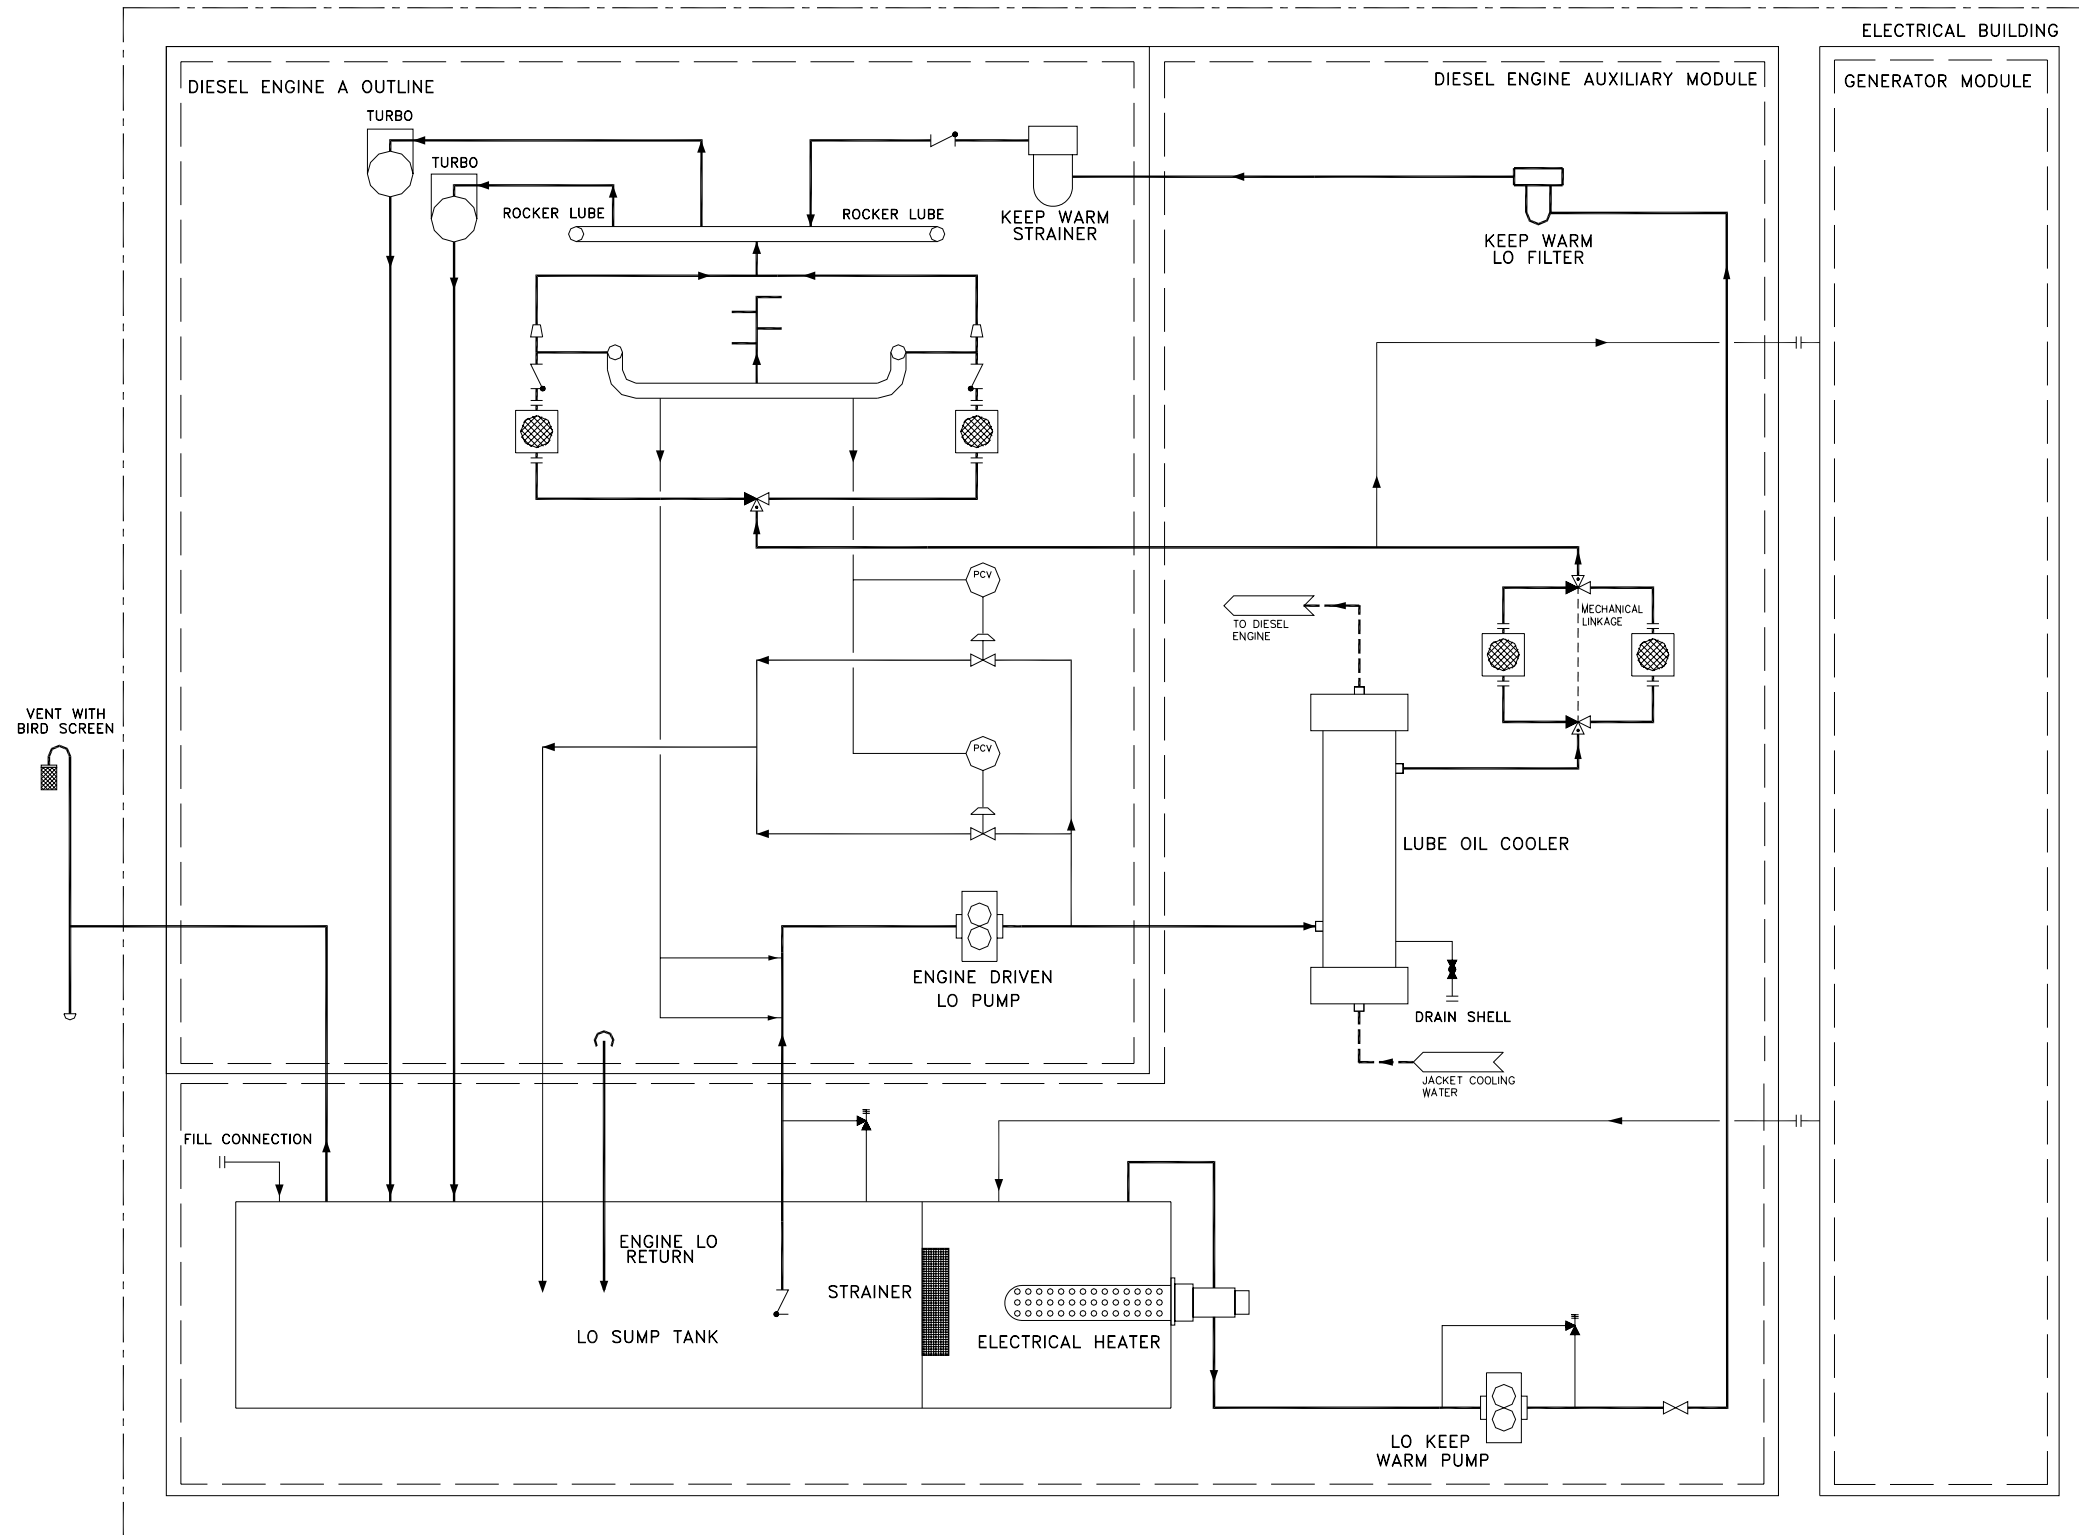 ELECTRICAL BUILDING
DIESEL ENGINE A OUTLINE
DIESEL ENGINE AUXILIARY MODULE
GENERATOR MODULE
TURBO
TURBO
ROCKER LUBE
ROCKER LUBE
KEEP WARM
STRAINER
KEEP WARM
LO FILTER
PCV
MECHANICAL
LINKAGE
TO DIESEL
ENGINE
VENT WITH
BIRD SCREEN
PCV
LUBE OIL COOLER
ENGINE DRIVEN
LO PUMP
DRAIN SHELL
JACKET COOLING
WATER
FILL CONNECTION
ENGINE LO
RETURN
STRAINER
LO SUMP TANK
ELECTRICAL HEATER
LO KEEP
WARM PUMP